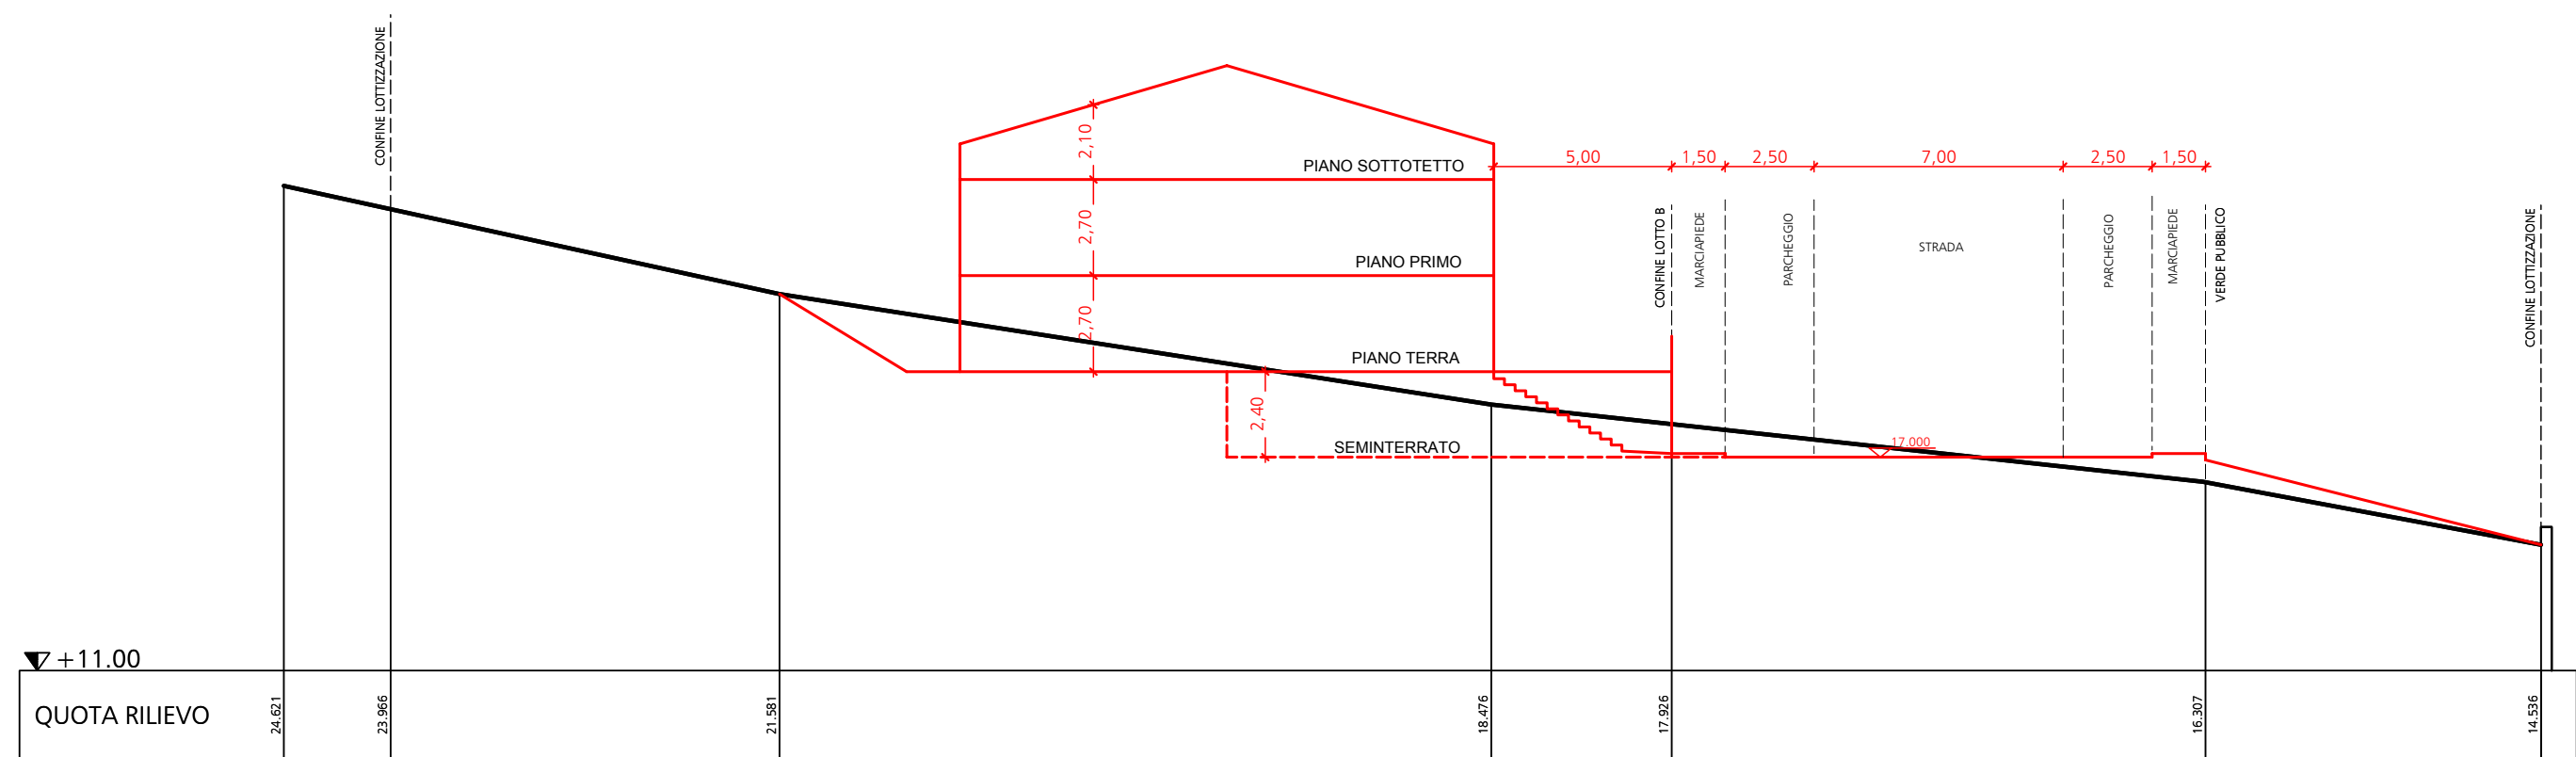 CONFINE LOTTIZZAZIONE
2,10
2,70
2,70
2,40
PIANO SOTTOTETTO
PIANO PRIMO
PIANO TERRA
SEMINTERRATO
5,00
1,50
2,50
7,00
2,50
1,50
CONFINE LOTTO B
MARCIAPIEDE
PARCHEGGIO
STRADA
PARCHEGGIO
MARCIAPIEDE
VERDE PUBBLICO
CONFINE LOTTIZZAZIONE
17.000
+11.00
QUOTA RILIEVO
24.621
23.966
21.581
18.476
17.926
16.307
14.536